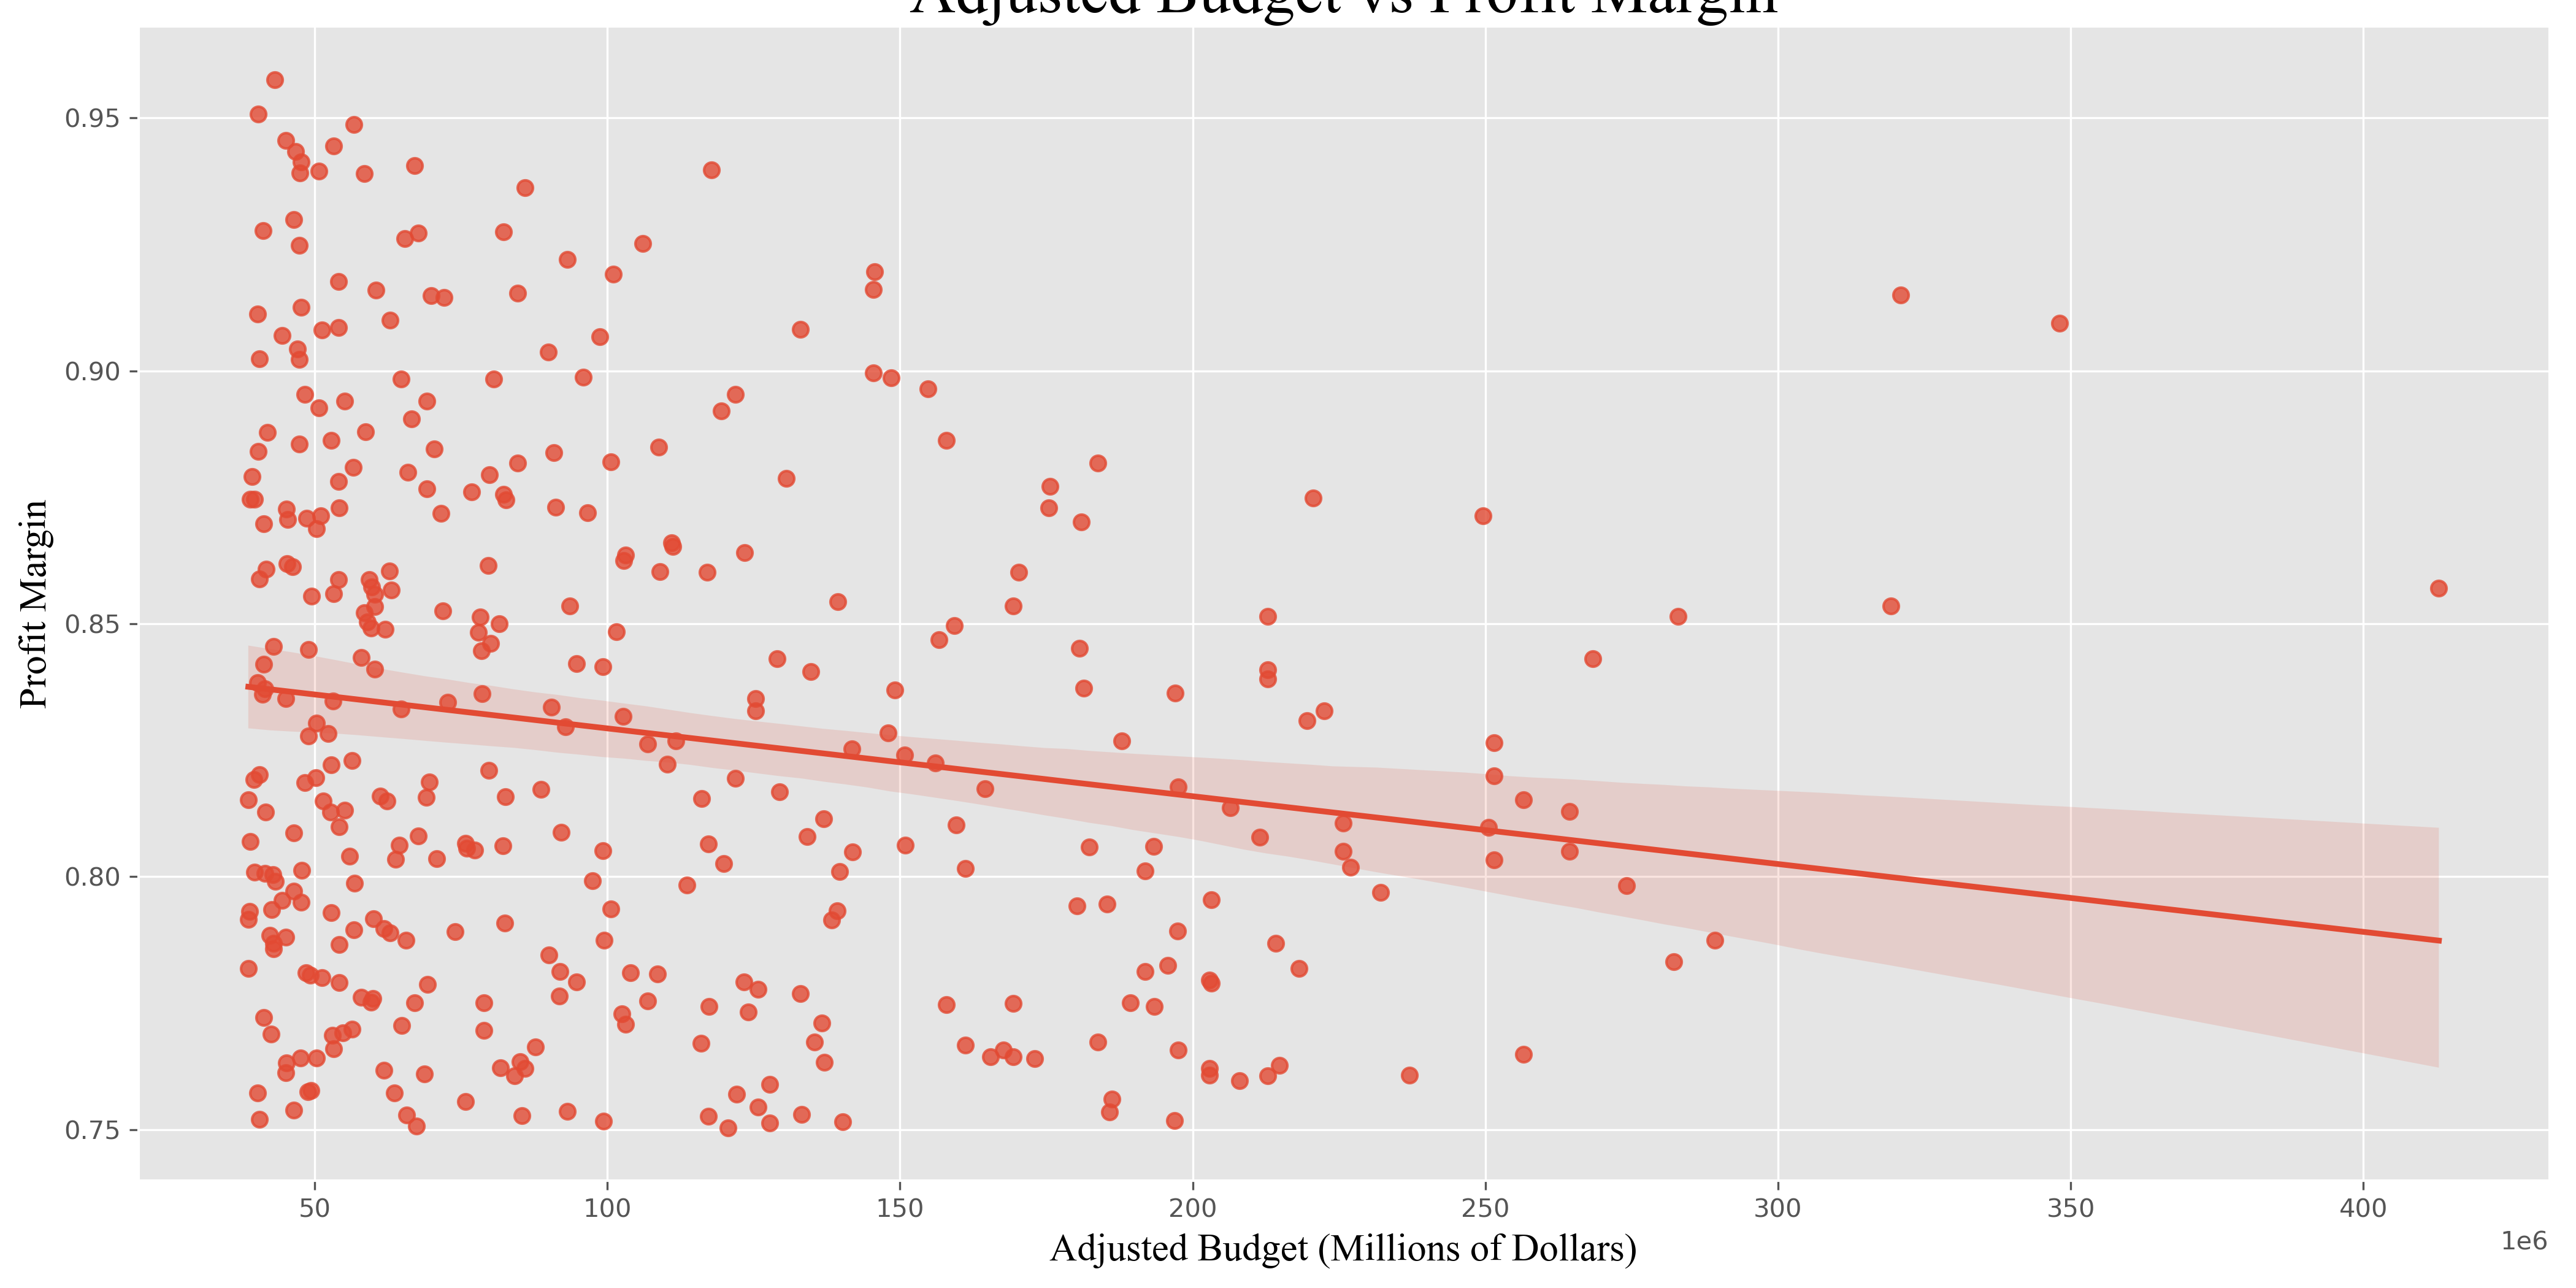 Adjusted Budget vs Profit Margin
0.95
0.90
0.85
0.80
0.75
Profit Margin
50 100 150 200 250 300 350 400
1e6
Adjusted Budget (Millions of Dollars)